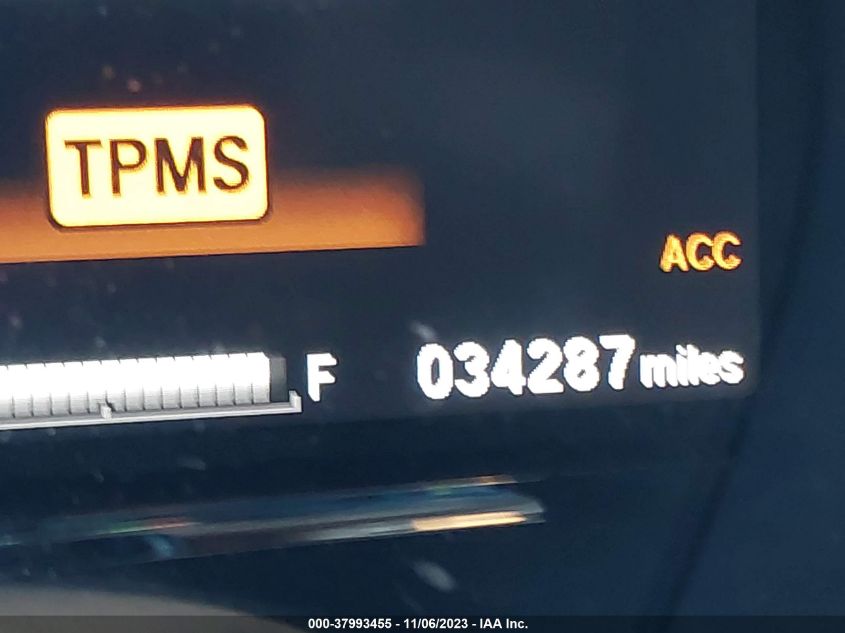 TPMS
ACC
F 034287 miles
000-37993455 - 11/06/2023 - IAA Inc.